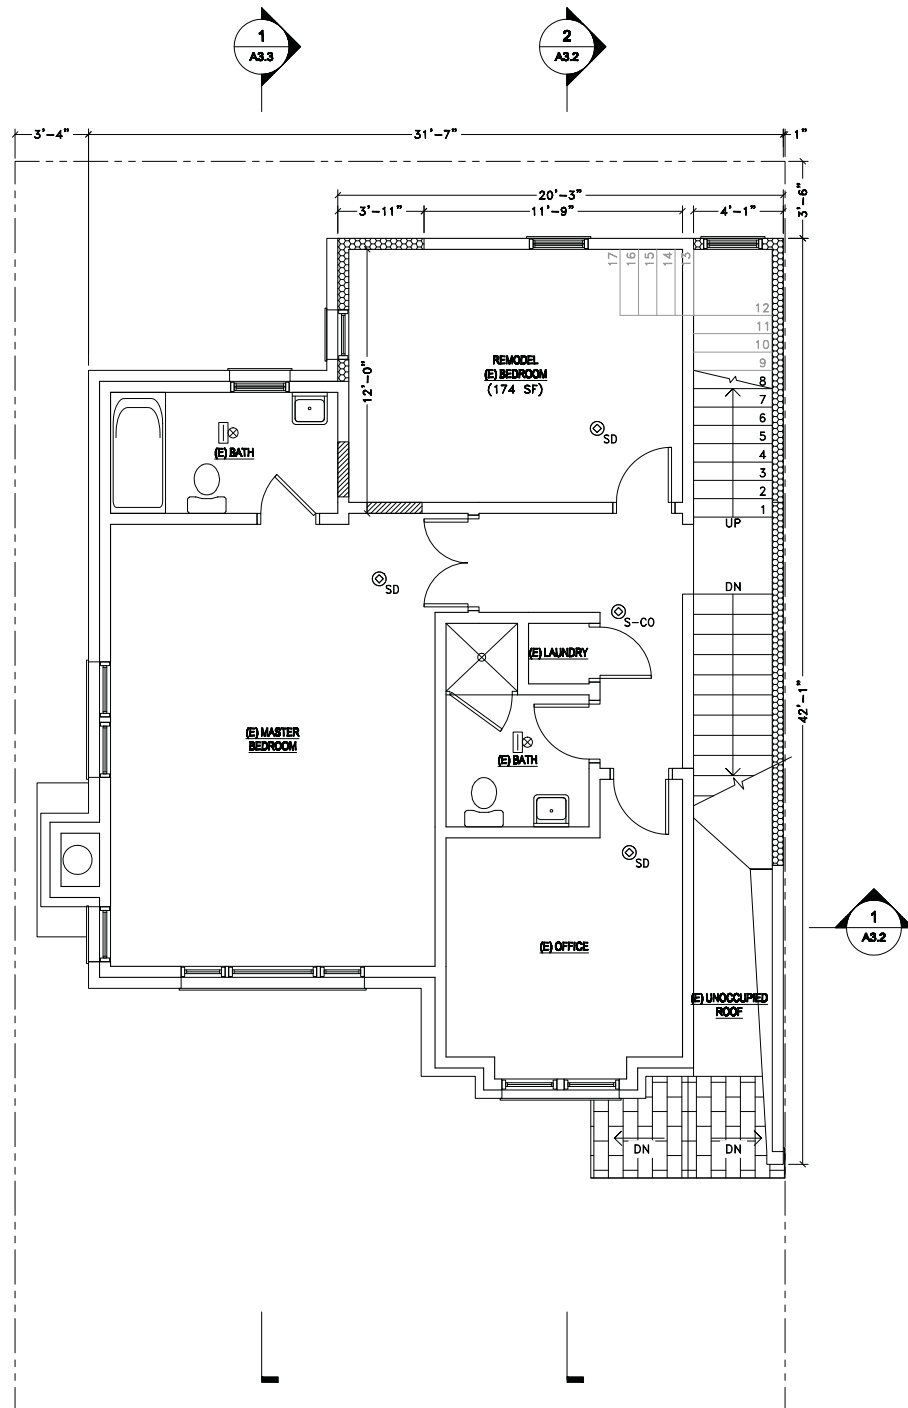 1
A3.3
2
A3.2
3'-4"
31'-7"
1"
20'-3"
3'-6"
3'-11"
11'-9"
4'-1"
17
16
15
14
13
12
11
10
9
8
7
6
5
4
3
2
1
REMODEL
(E) BEDROOM
(174 SF)
12'-0"
SD
(E) BATH
UP
SD
DN
S-CO
(E) LAUNDRY
42'-1"
(E) MASTER
BEDROOM
(E) BATH
SD
1
A3.2
(E) OFFICE
(E) UNOCCUPIED
ROOF
DN
DN